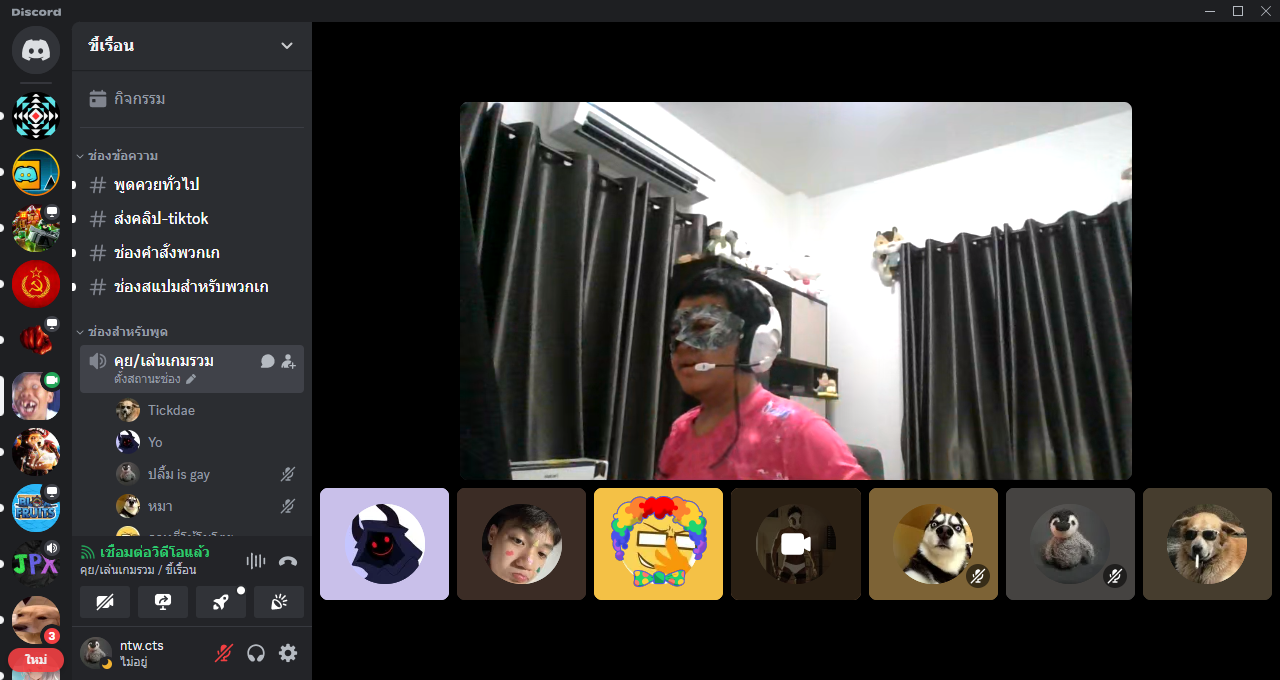 Discord
ขี้เรื้อน
กิจกรรม
ช่องข้อความ
พูดควยทั่วไป
ส่งคลิป-tiktok
ช่องคำสั่งพวกเก
ช่องสแปมสำหรับพวกเก
ช่องสำหรับพูด
คุย/เล่นเกมรวม
ตั้งสถานะช่อง
Tickdae
Yo
ปลื้ม is gay
หมา
เชื่อมต่อวิดีโอแล้ว
คุย/เล่นเกมรวม / ขี้เรื้อน
BLOX FRUITS
JPX
3
ใหม่
ntw.cts
ไม่อยู่